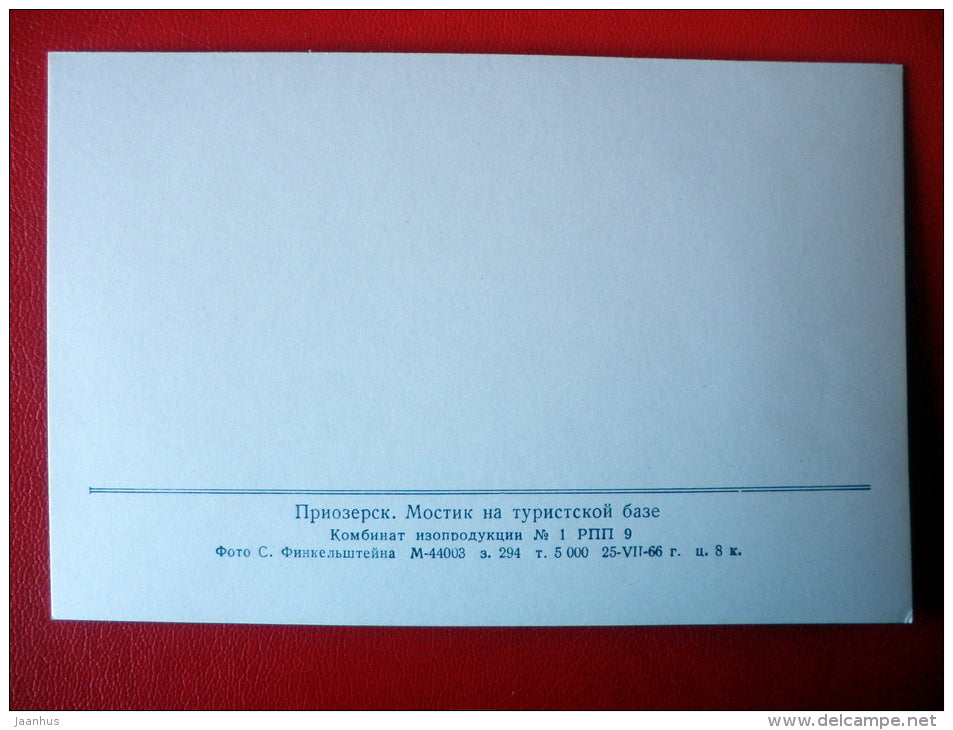 Приозерск. Мостик на туристской базе
Комбинат изопродукции № 1 РПП 9
Фото С. Финкельштейна М-44003 з. 294 т. 5 000 25-VII-66 г. ц. 8 к.
jaanhus
www.delcampe.net